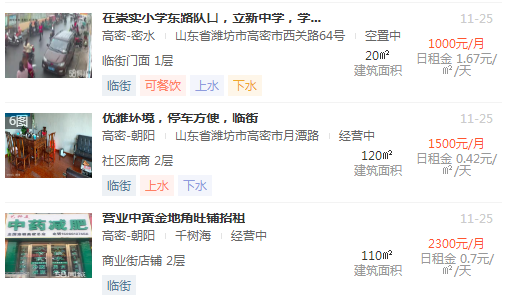 在崇实小学东路队口，立新中学，学...
11-25
高密-密水 山东省潍坊市高密市西关路64号 空置中
20㎡
建筑面积
1000元/月
日租金 1.67元/㎡/天
临街门面 1层
临街 可餐饮 上水 下水
6图
优雅环境，停车方便，临街
11-25
高密-朝阳 山东省潍坊市高密市月潭路 经营中
120㎡
建筑面积
1500元/月
日租金 0.42元/㎡/天
社区底商 2层
临街 上水 下水
营业中黄金地角旺铺招租
11-25
高密-朝阳 千树海 经营中
110㎡
建筑面积
2300元/月
日租金 0.7元/㎡/天
商业街店铺 2层
临街
中药减肥